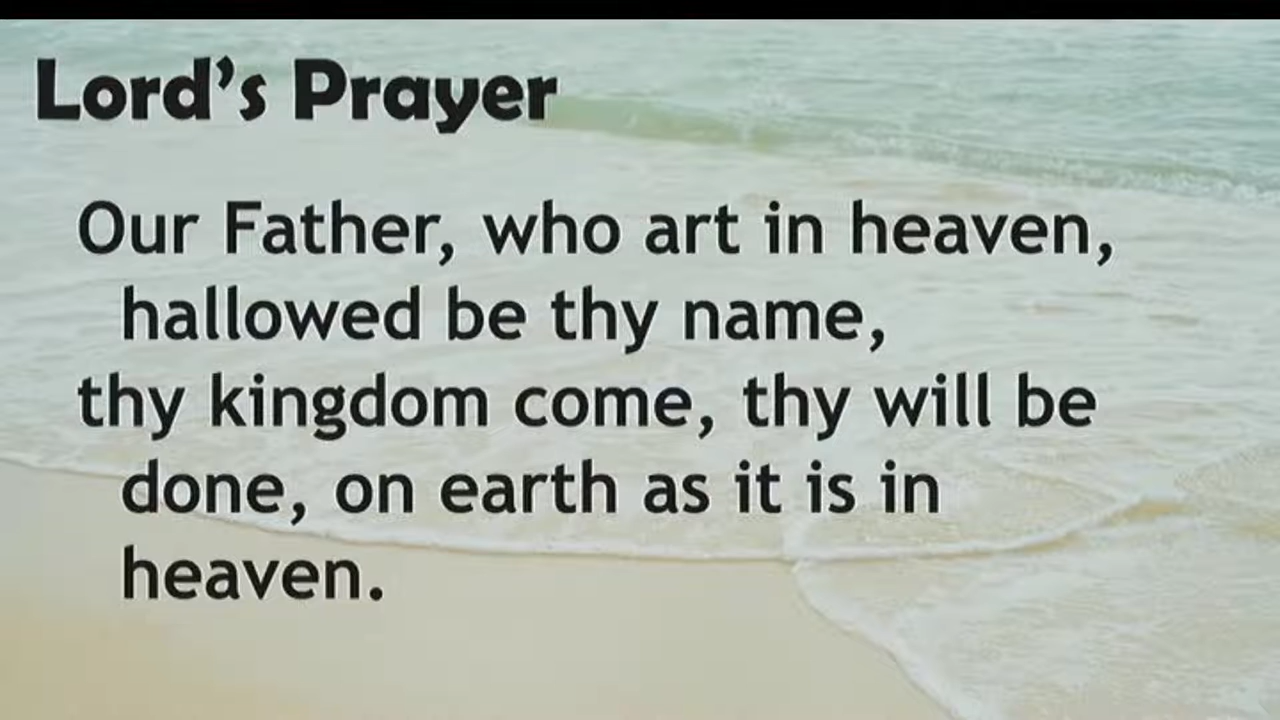 Lord’s Prayer
Our Father, who art in heaven,
hallowed be thy name,
thy kingdom come, thy will be
done, on earth as it is in
heaven.